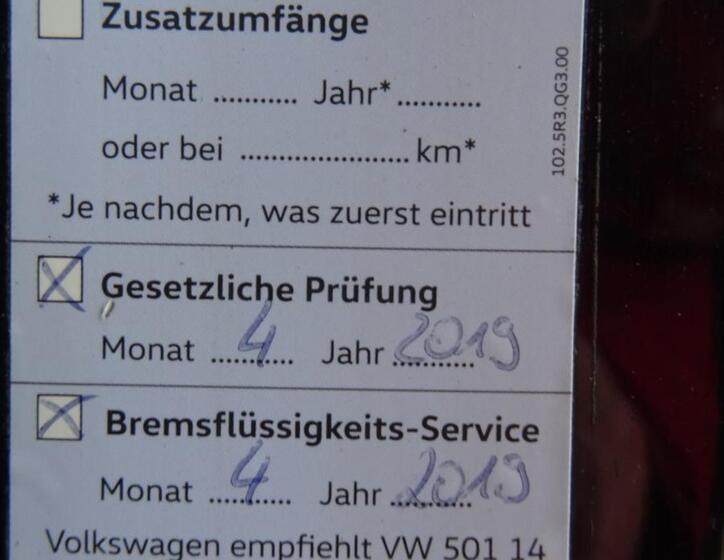 Zusatzumfänge
Monat ........... Jahr*...........
oder bei ...................... km*
*Je nachdem, was zuerst eintritt
102.5R3.QG3.00
Gesetzliche Prüfung
Monat ....4.... Jahr 2019
Bremsflüssigkeits-Service
Monat ....4.... Jahr 2019
Volkswagen empfiehlt VW 501 14